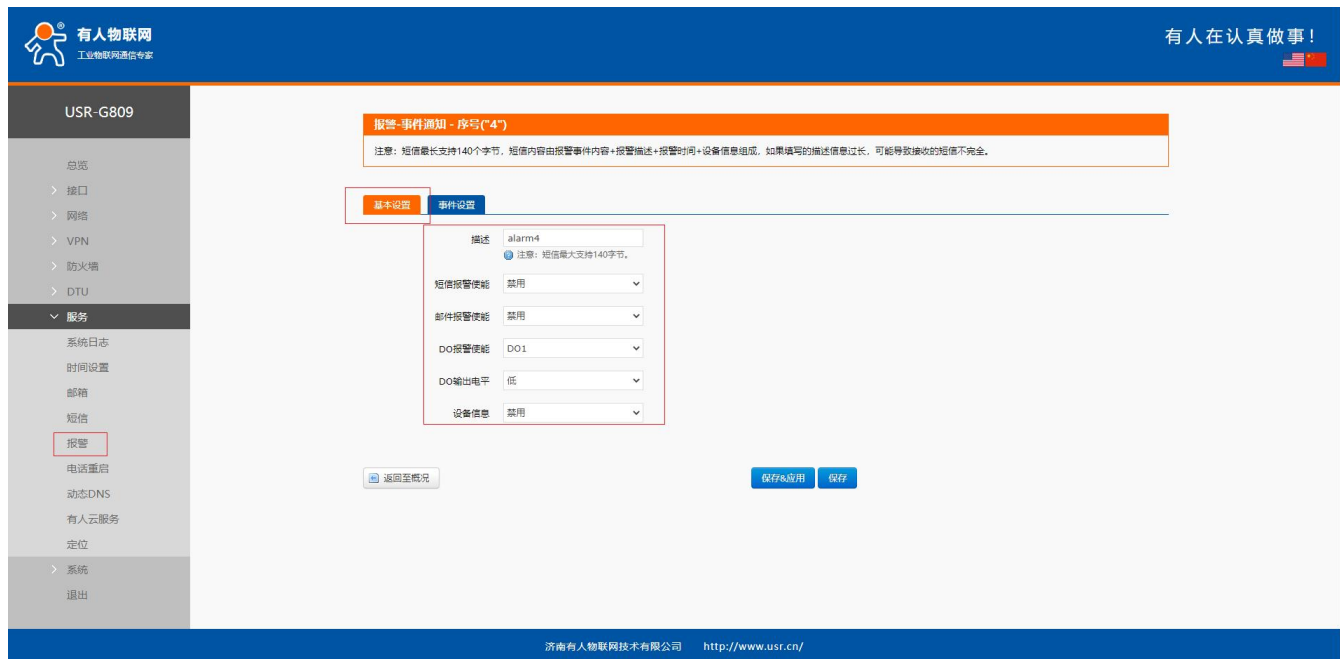 有人物联网
工业物联网通信专家
有人在认真做事！
USR-G809
总览
接口
网络
VPN
防火墙
DTU
服务
系统日志
时间设置
邮箱
短信
报警
电话重启
动态DNS
有人云服务
定位
系统
退出
报警-事件通知 - 序号("4")
注意：短信最长支持140个字节，短信内容由报警事件内容+报警描述+报警时间+设备信息组成，如果填写的描述信息过长，可能导致接收的短信不完全。
基本设置 事件设置
描述 alarm4
注意：短信最大支持140字节。
短信报警使能 禁用
邮件报警使能 禁用
DO报警使能 DO1
DO输出电平 低
设备信息 禁用
返回至概况 保存&应用 保存
济南有人物联网技术有限公司 http://www.usr.cn/